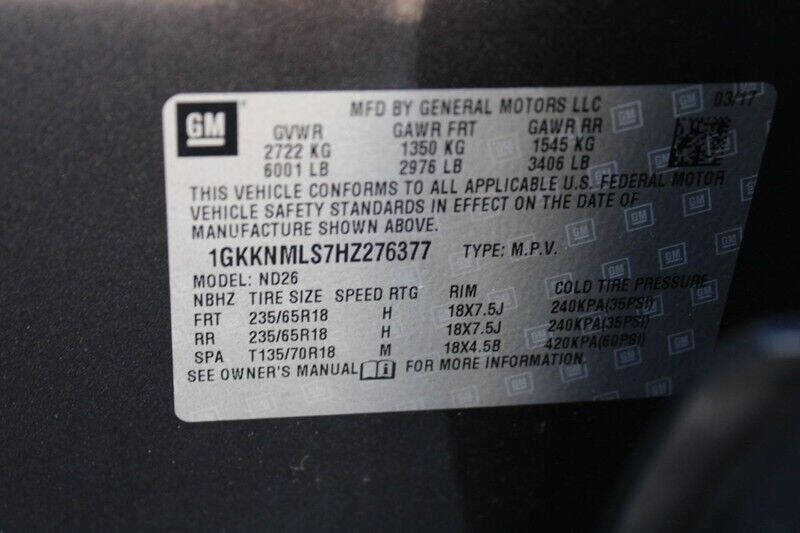 GM
MFD BY GENERAL MOTORS LLC 03/17
GVWR GAWR FRT GAWR RR
2722 KG 1350 KG 1545 KG
6001 LB 2976 LB 3406 LB
THIS VEHICLE CONFORMS TO ALL APPLICABLE U.S. FEDERAL MOTOR
VEHICLE SAFETY STANDARDS IN EFFECT ON THE DATE OF
MANUFACTURE SHOWN ABOVE.
1GKKNMLS7HZ276377 TYPE: M.P.V.
MODEL: ND26
NBHZ TIRE SIZE SPEED RTG RIM COLD TIRE PRESSURE
FRT 235/65R18 H 18X7.5J 240KPA(35PSI)
RR 235/65R18 H 18X7.5J 240KPA(35PSI)
SPA T135/70R18 M 18X4.5B 420KPA(60PSI)
SEE OWNER'S MANUAL i FOR MORE INFORMATION.